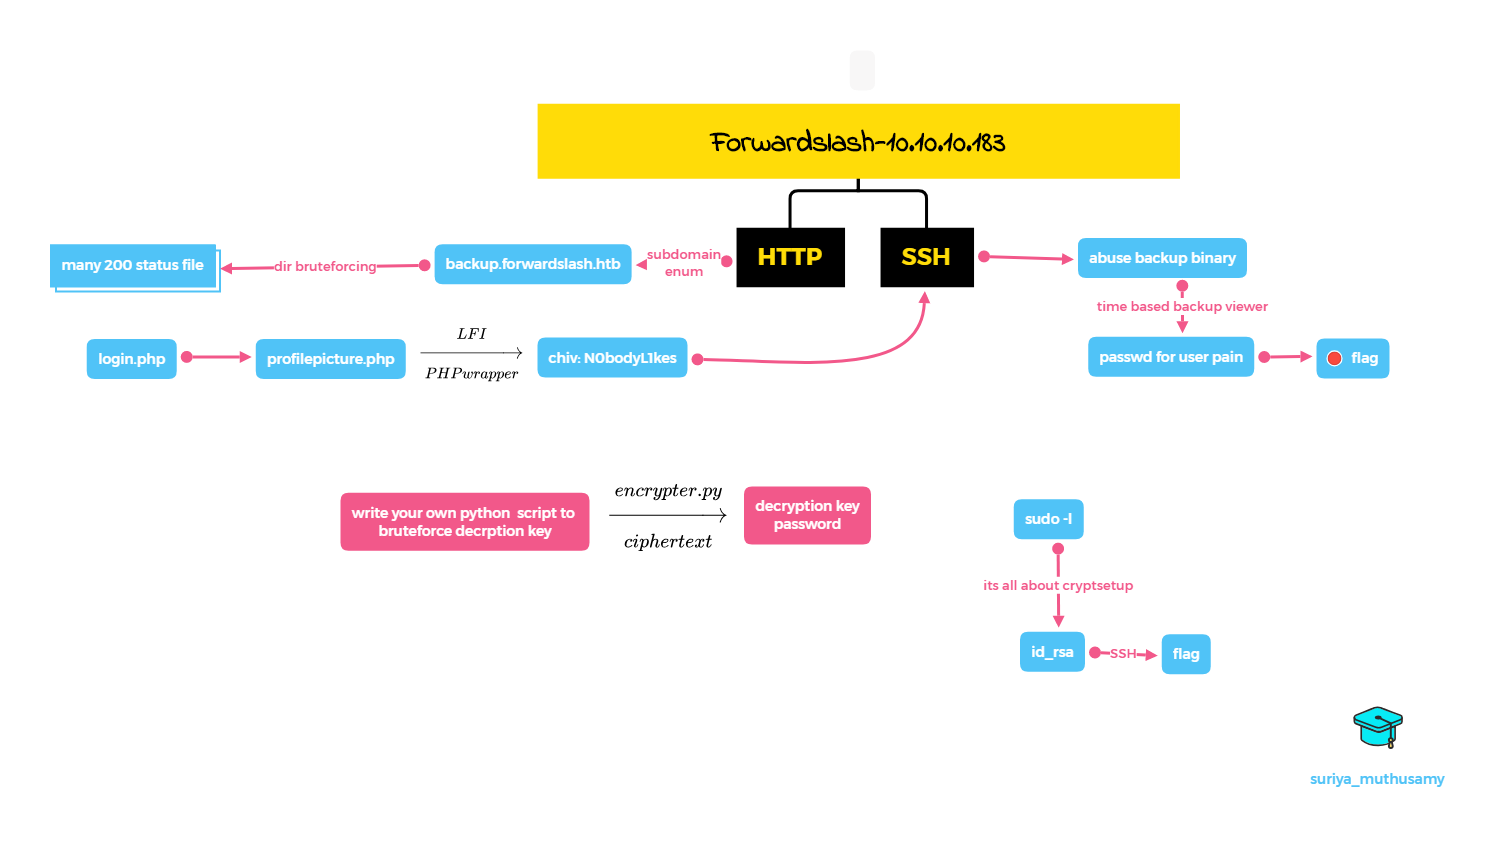 Forwardslash-10.10.10.183
HTTP
SSH
subdomain
enum
backup.forwardslash.htb
dir bruteforcing
many 200 status file
login.php
profilepicture.php
LFI
PHPwrapper
chiv: N0bodyL1kes
abuse backup binary
time based backup viewer
passwd for user pain
flag
write your own python  script to
bruteforce decrption key
encrypter.py
ciphertext
decryption key
password
sudo -l
its all about cryptsetup
id_rsa
SSH
flag
suriya_muthusamy